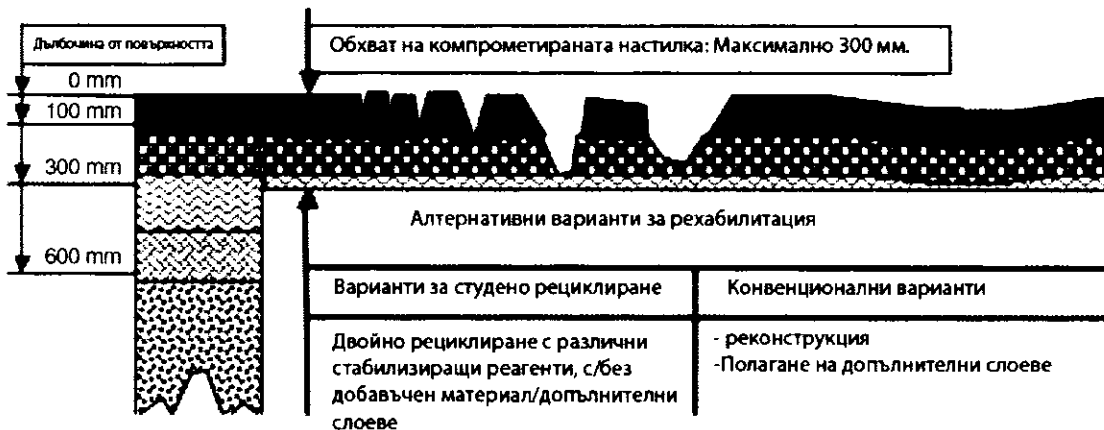 Дълбочина от повърхността
Обхват на компрометираната настилка: Максимално 300 мм.
0 mm
100 mm
300 mm
600 mm
Алтернативни варианти за рехабилитация
Варианти за студено рециклиране
Конвенционални варианти
Двойно рециклиране с различни
стабилизиращи реагенти, с/без
добавъчен материал/допълнителни
слоеве
- реконструкция
-Полагане на допълнителни слоеве